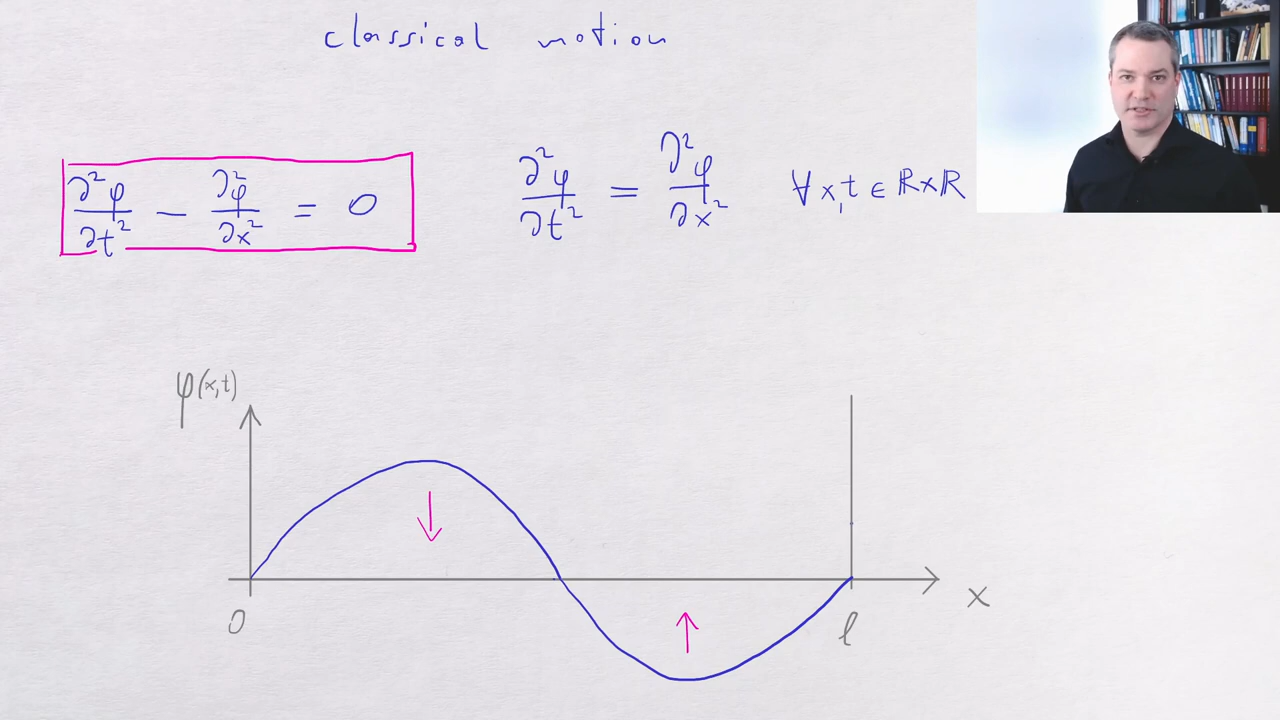 classical motion
∂²φ/∂t² − ∂²φ/∂x² = 0
∂²φ/∂t² = ∂²φ/∂x² ∀ x,t ∈ ℝ×ℝ
φ(x,t)
x
0
ℓ